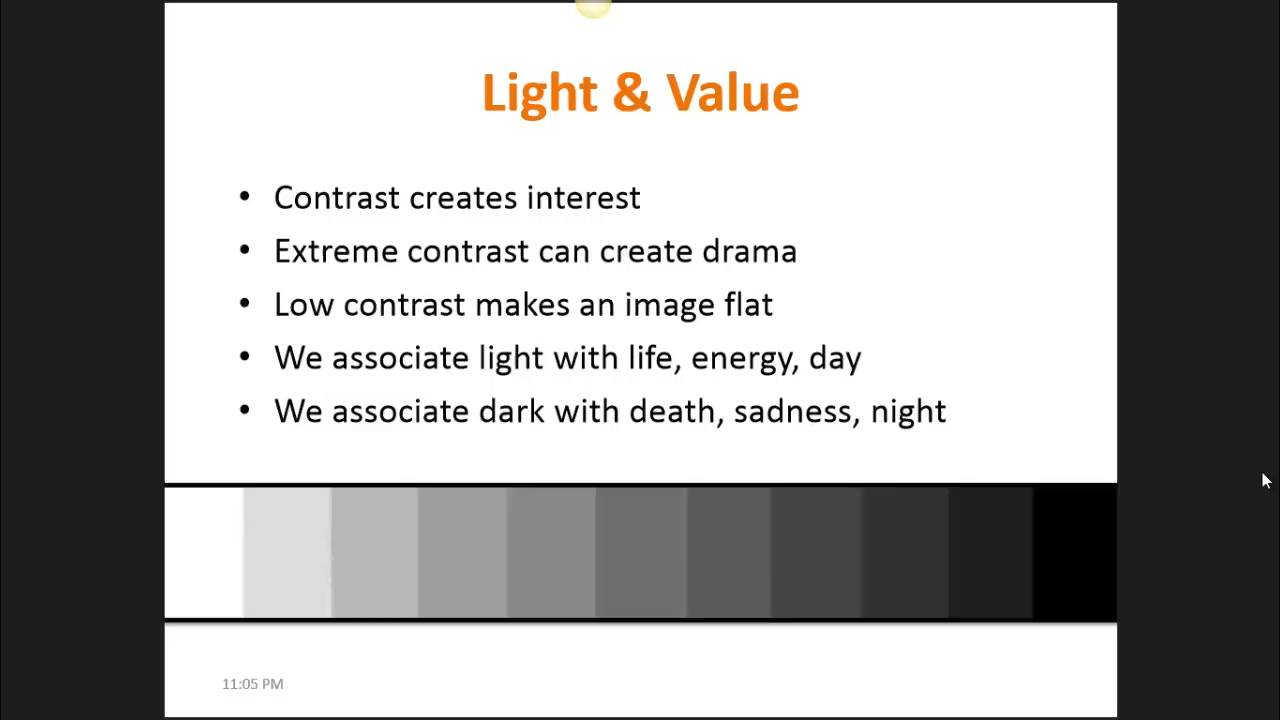 Light & Value
• Contrast creates interest
• Extreme contrast can create drama
• Low contrast makes an image flat
• We associate light with life, energy, day
• We associate dark with death, sadness, night
11:05 PM